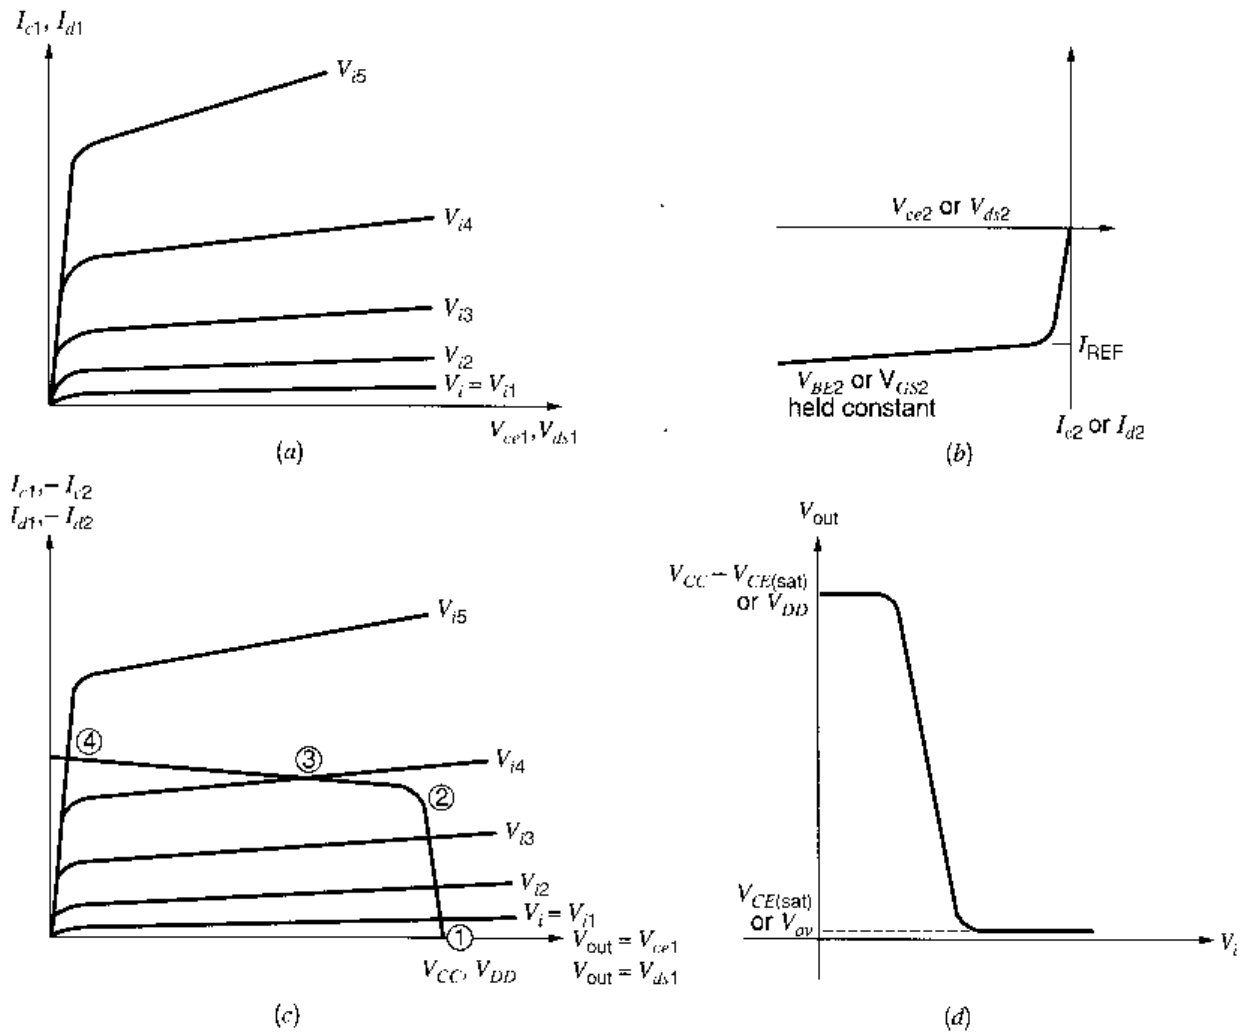 I_c1, I_d1
V_i5
V_i4
V_i3
V_i2
V_i = V_i1
V_ce1, V_ds1
(a)
V_ce2 or V_ds2
I_REF
V_BE2 or V_GS2
held constant
I_c2 or I_d2
(b)
I_c1, – I_c2
I_d1, – I_d2
V_i5
④
③
V_i4
②
V_i3
V_i2
V_i = V_i1
①
V_out = V_ce1
V_CC, V_DD
V_out = V_ds1
(c)
V_out
V_CC – V_CE(sat)
or V_DD
V_CE(sat)
or V_ov
V_i
(d)